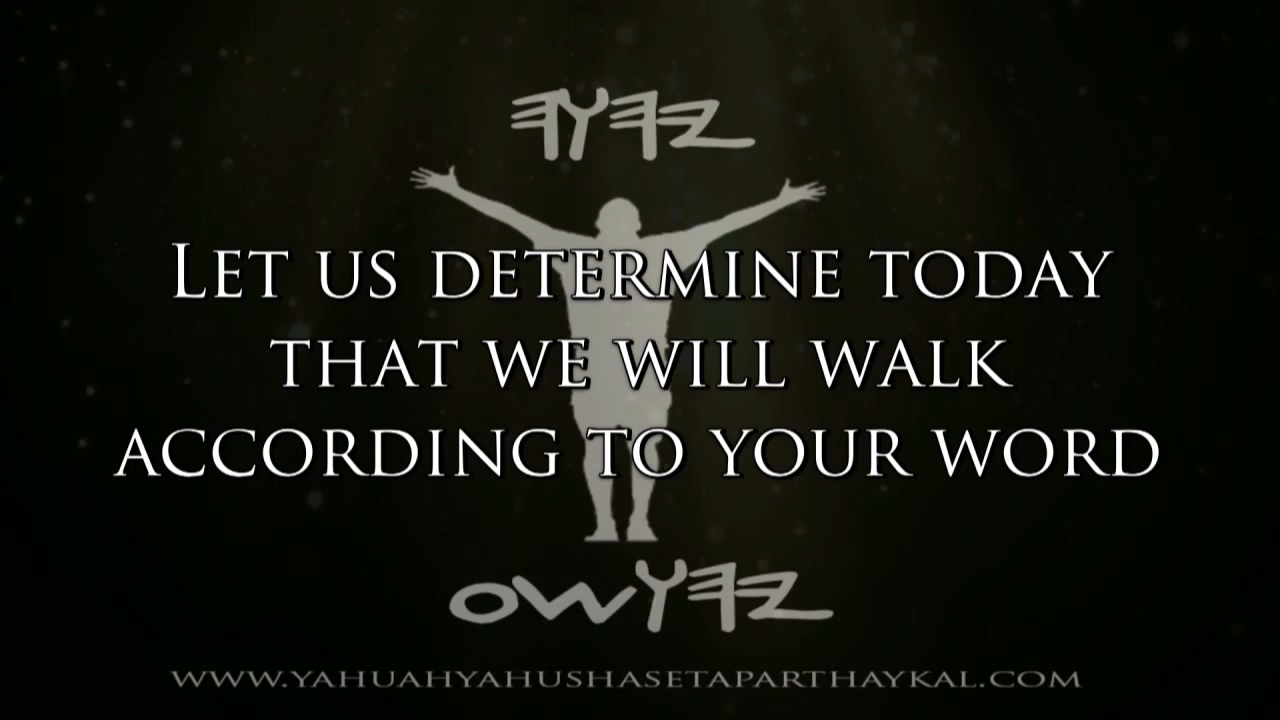 𐤉𐤄𐤅𐤄
LET US DETERMINE TODAY
THAT WE WILL WALK
ACCORDING TO YOUR WORD
𐤉𐤄𐤅𐤔𐤏
WWW.YAHUAHYAHUSHASETAPARTHAYKAL.COM